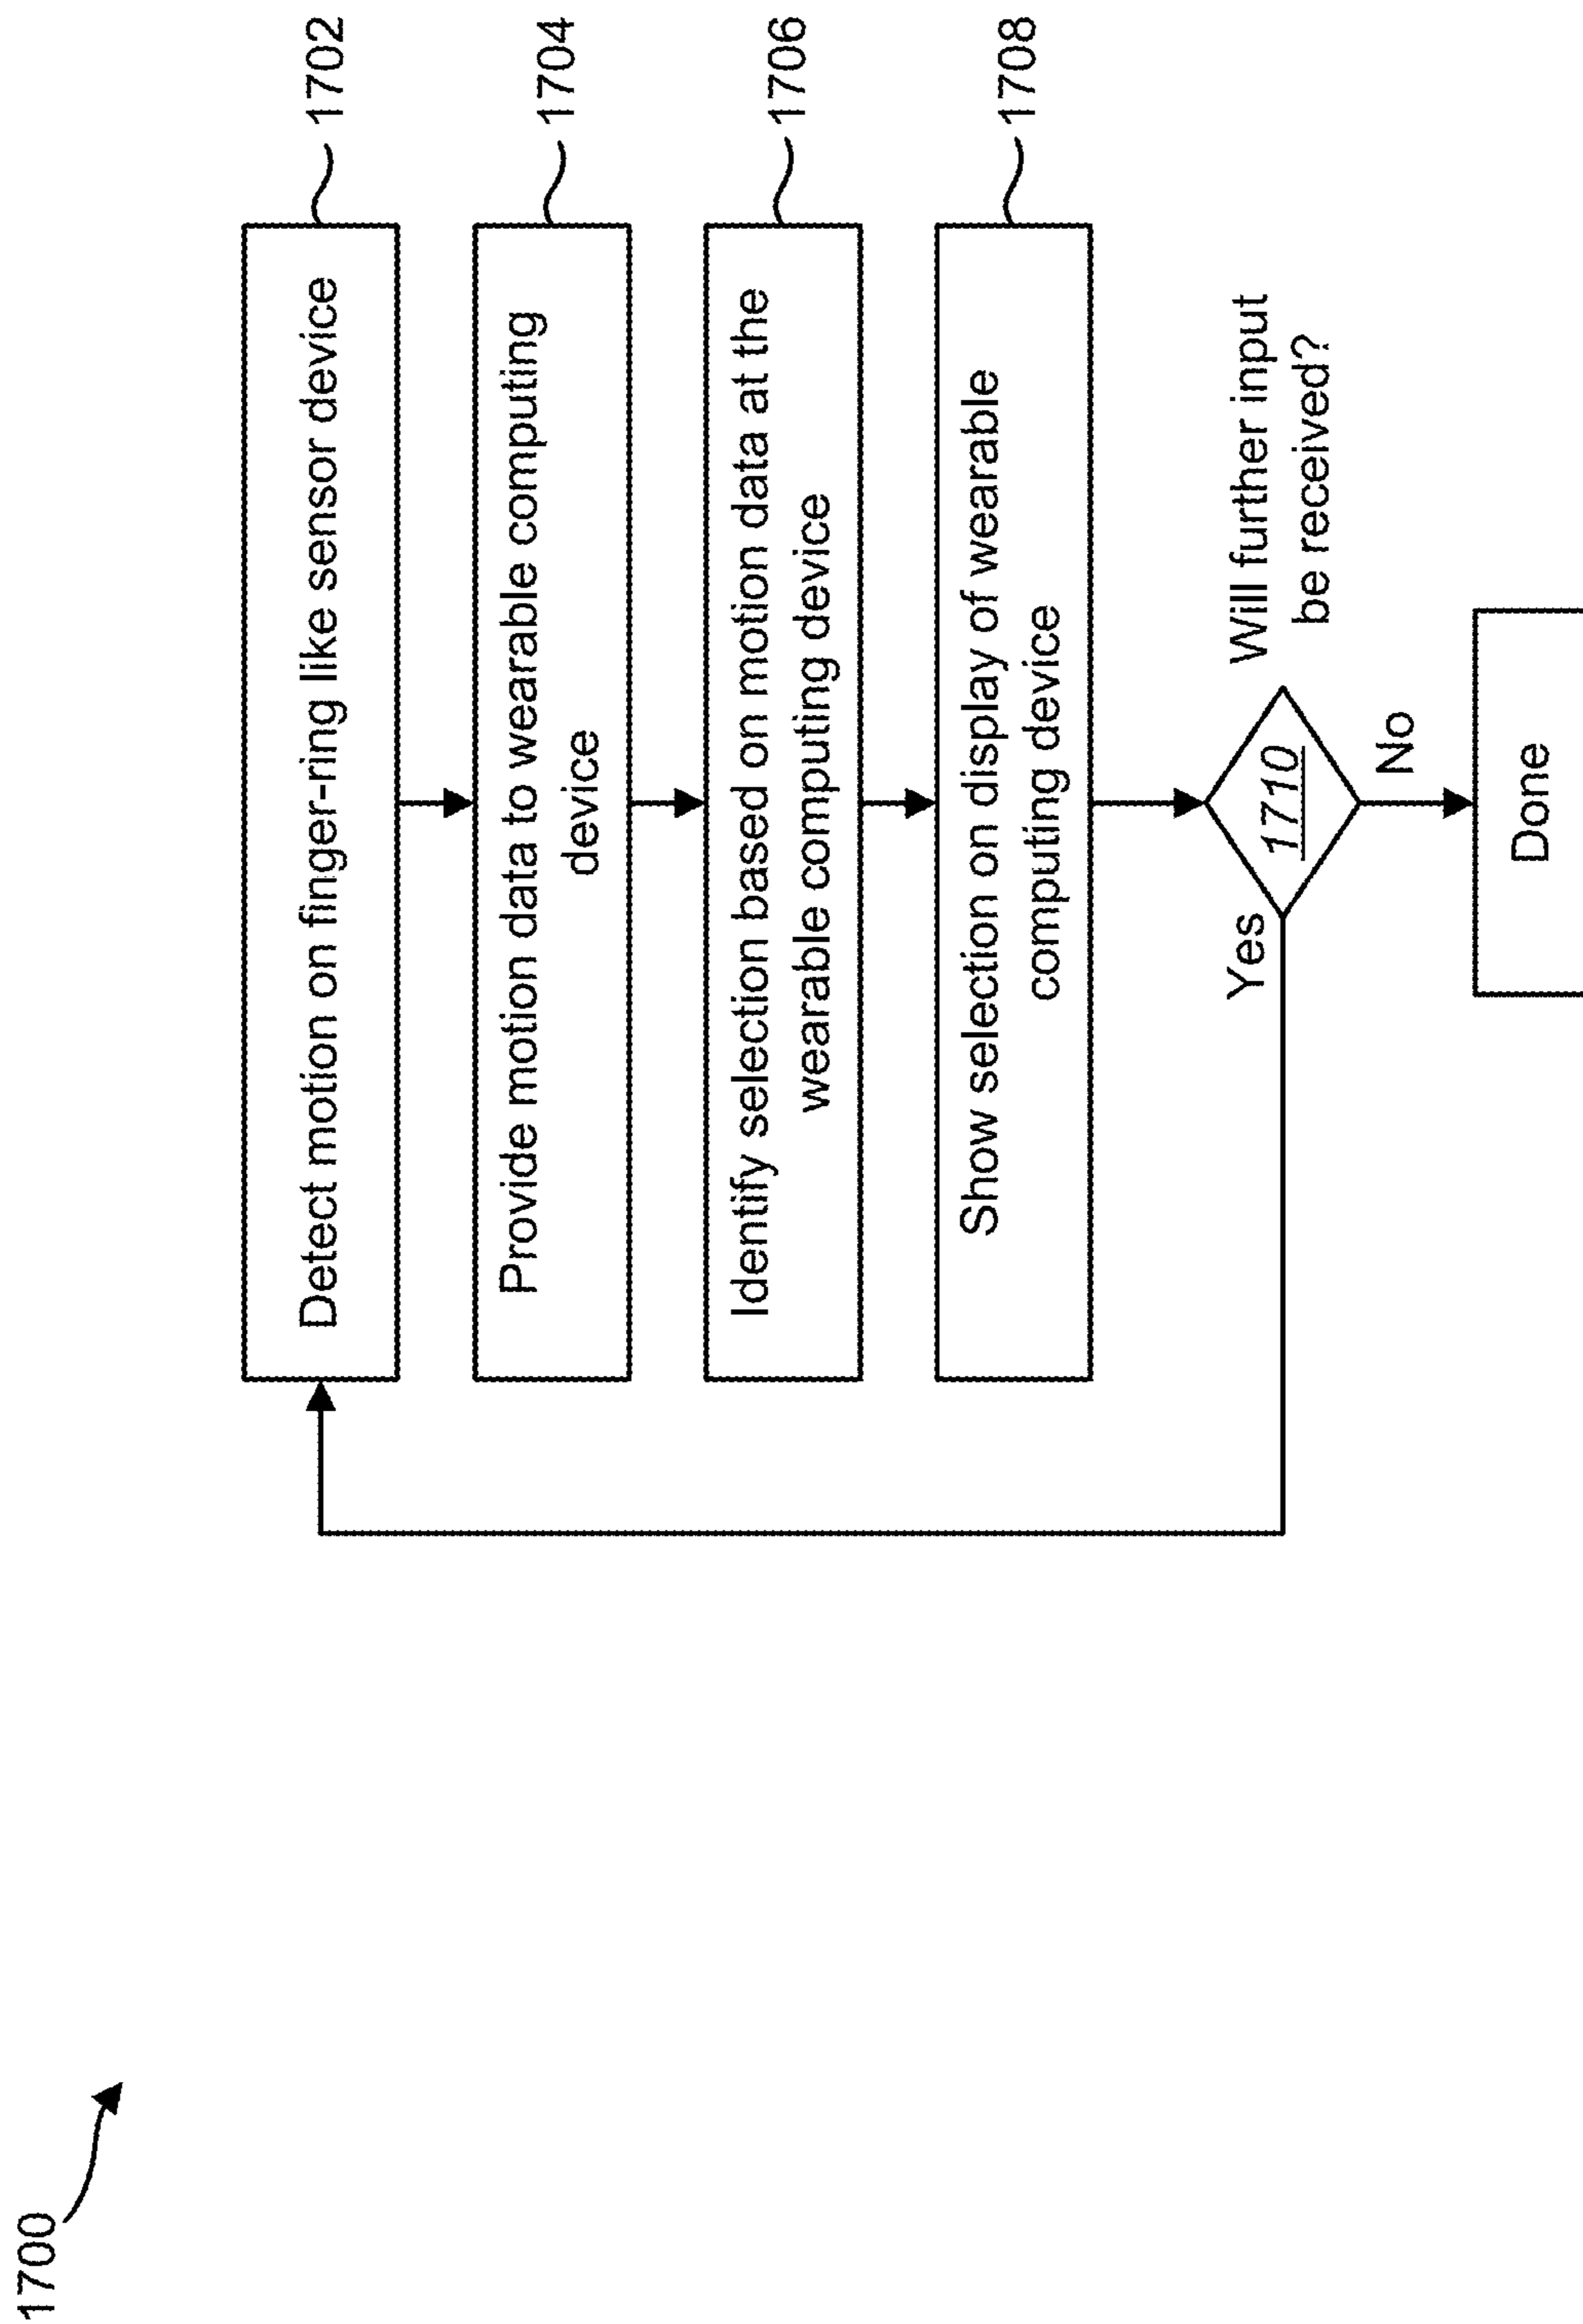 1700
Detect motion on finger-ring like sensor device
1702
Provide motion data to wearable computing
device
1704
Identify selection based on motion data at the
wearable computing device
1706
Show selection on display of wearable
computing device
1708
Will further input
be received?
1710
Yes
No
Done